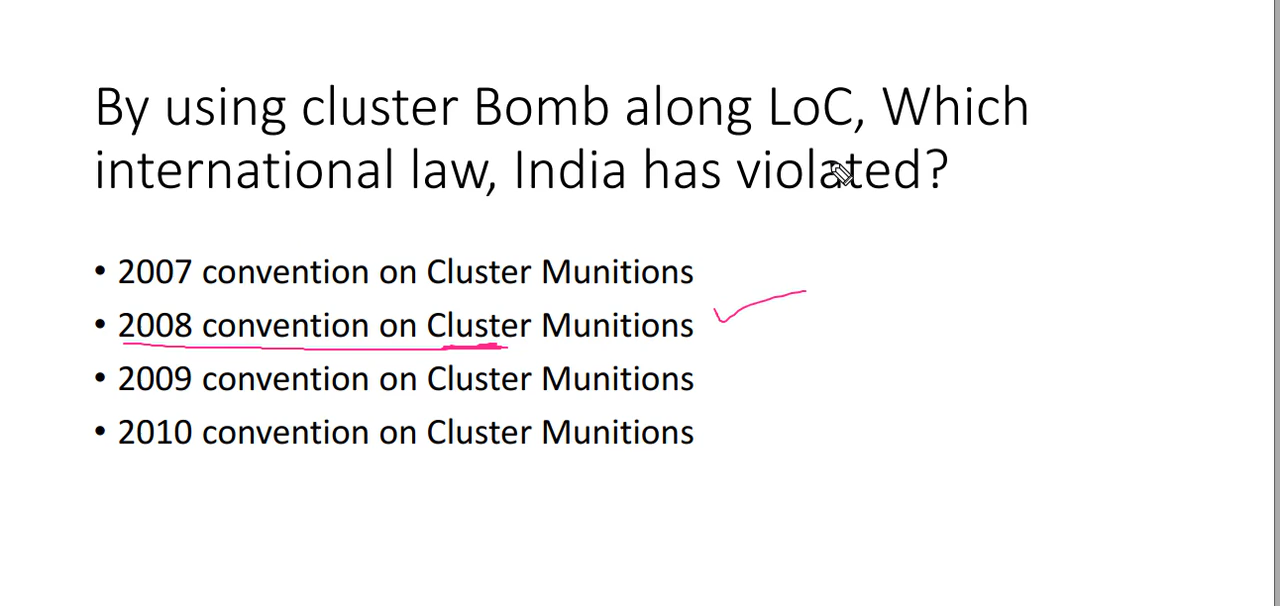 By using cluster Bomb along LoC, Which
international law, India has violated?
• 2007 convention on Cluster Munitions
• 2008 convention on Cluster Munitions
• 2009 convention on Cluster Munitions
• 2010 convention on Cluster Munitions